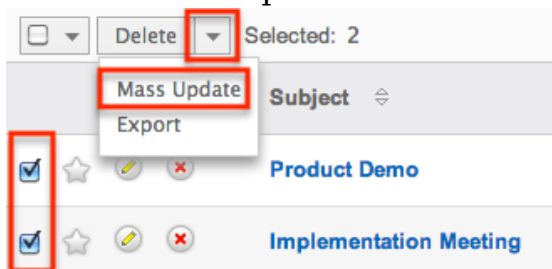 Delete Selected: 2
Mass Update
Subject
Export
Product Demo
Implementation Meeting